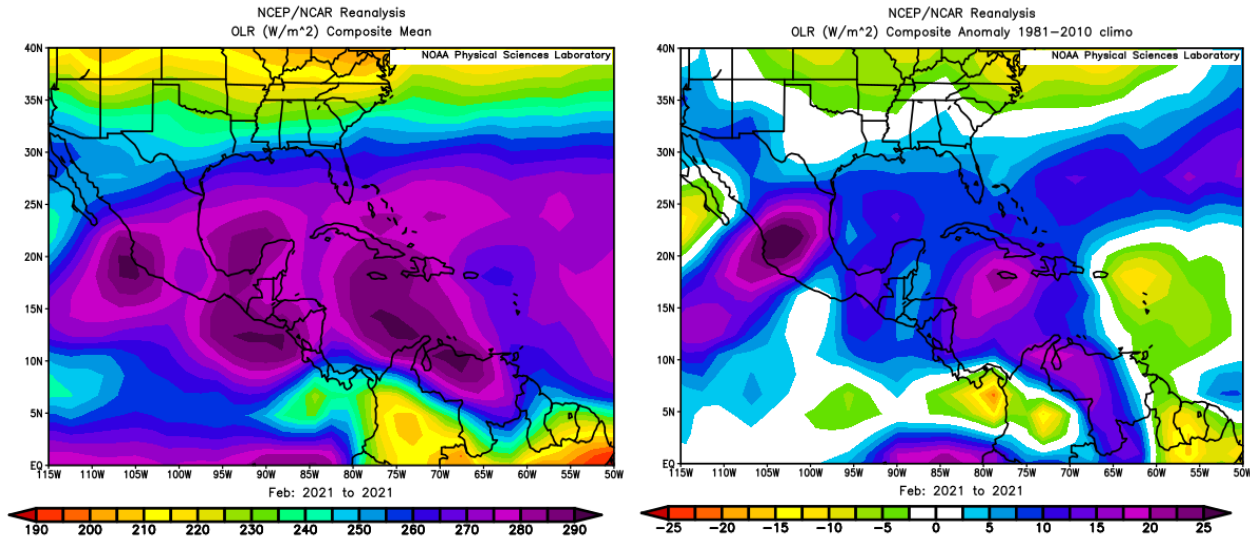 NCEP/NCAR Reanalysis
OLR (W/m^2) Composite Mean
NOAA Physical Sciences Laboratory
40N
35N
30N
25N
20N
15N
10N
5N
EQ
115W 110W 105W 100W 95W 90W 85W 80W 75W 70W 65W 60W 55W 50W
Feb: 2021 to 2021
190 200 210 220 235 240 250 260 270 280 290
NCEP/NCAR Reanalysis
OLR (W/m^2) Composite Anomaly 1981-2010 climo
NOAA Physical Sciences Laboratory
40N
35N
30N
25N
20N
15N
10N
5N
EQ
115W 110W 105W 100W 95W 90W 85W 80W 75W 70W 65W 60W 55W 50W
Feb: 2021 to 2021
-25 -20 -15 -10 -5 0 5 10 15 20 25